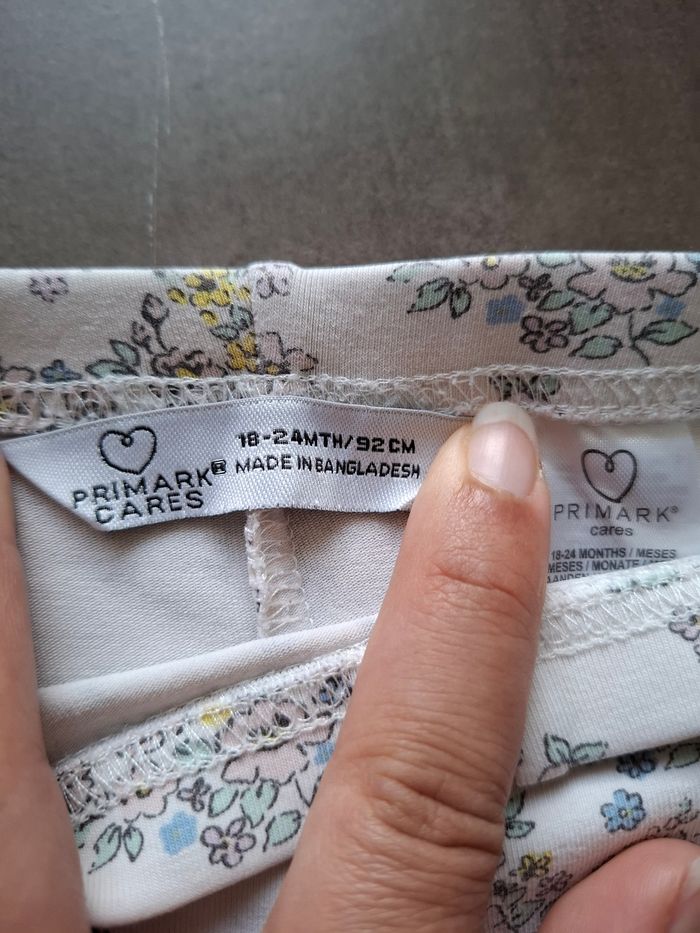 18-24MTH/92CM
MADE IN BANGLADESH
PRIMARK®
CARES
PRIMARK®
cares
18-24 MONTHS / MESES
MESES / MONATE /